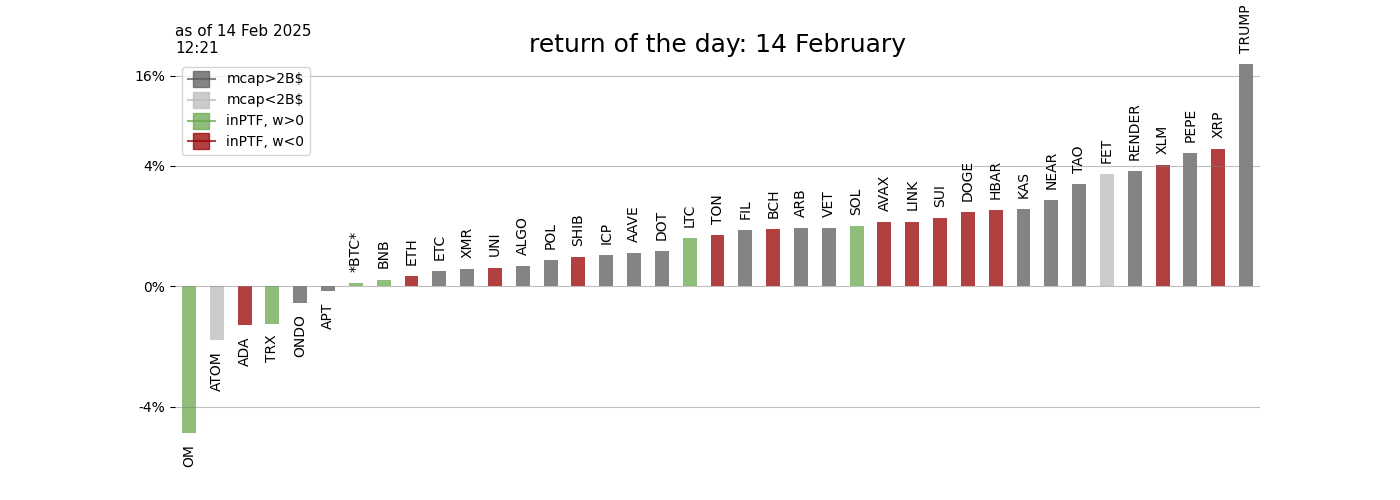 as of 14 Feb 2025
12:21
return of the day: 14 February
mcap>2B$
mcap<2B$
inPTF, w>0
inPTF, w<0
16%
4%
0%
-4%
OM
ATOM
ADA
TRX
ONDO
APT
*BTC*
BNB
ETH
ETC
XMR
UNI
ALGO
POL
SHIB
ICP
AAVE
DOT
LTC
TON
FIL
BCH
ARB
VET
SOL
AVAX
LINK
SUI
DOGE
HBAR
KAS
NEAR
TAO
FET
RENDER
XLM
PEPE
XRP
TRUMP